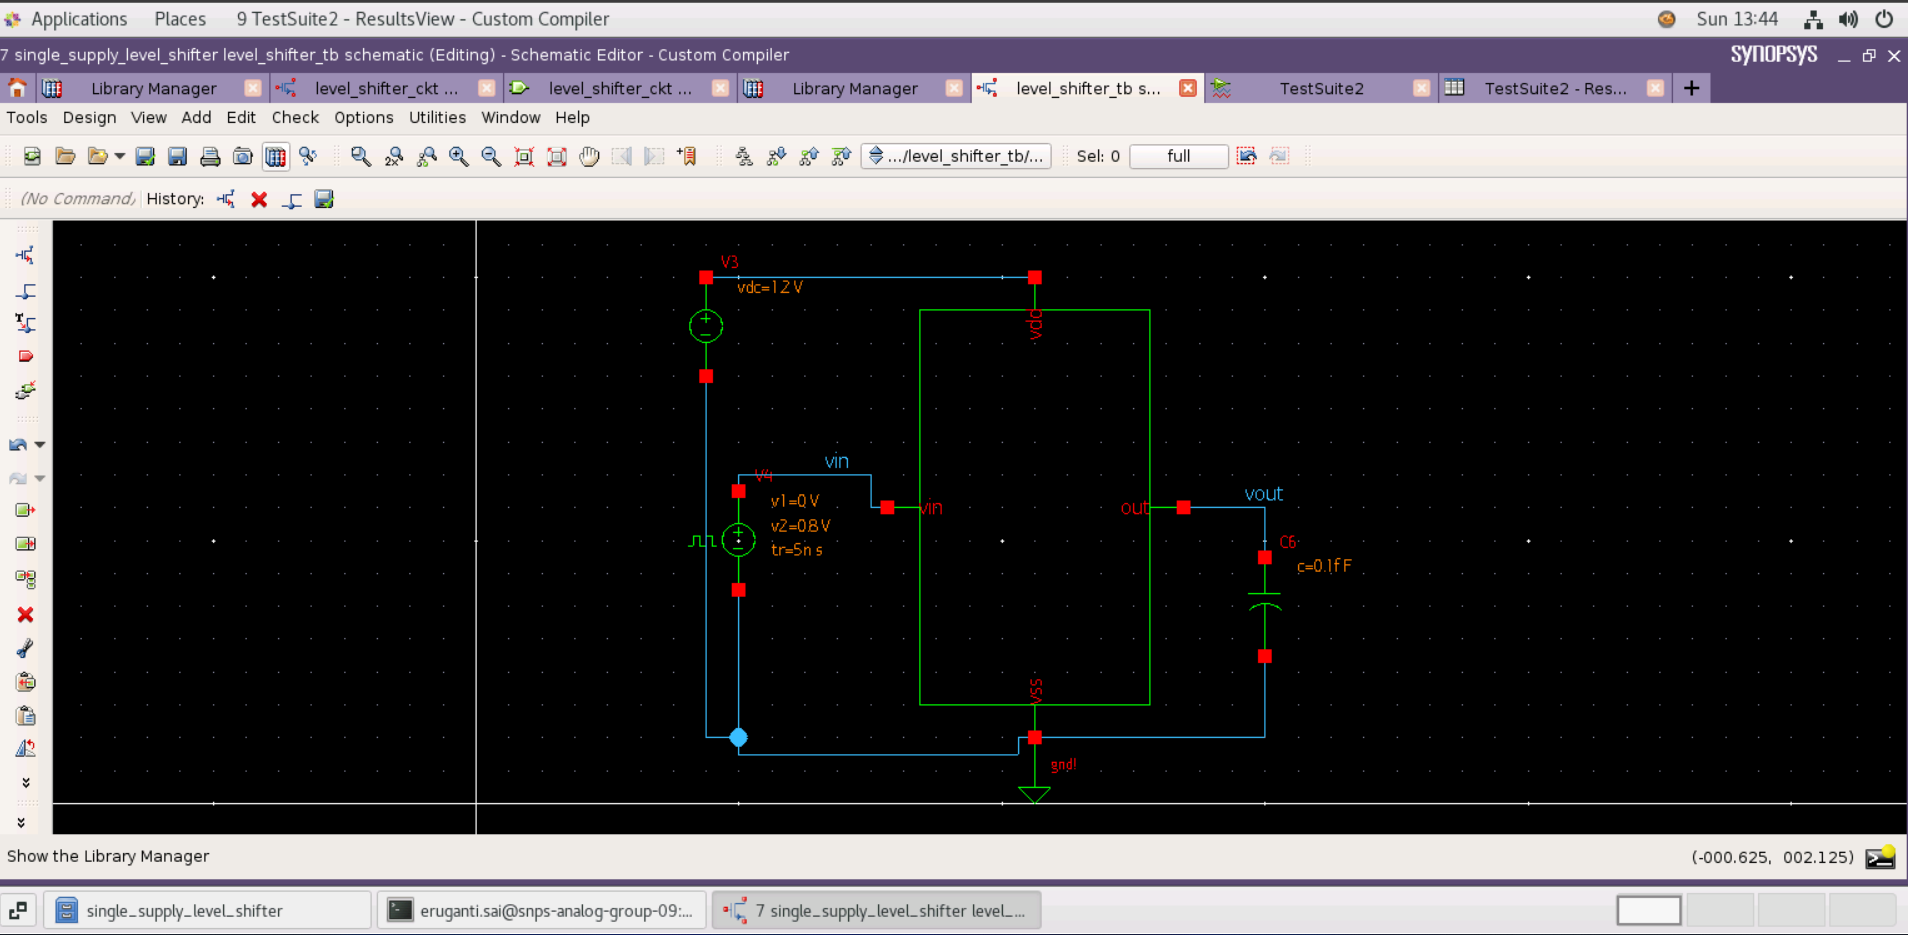 Applications Places 9 TestSuite2 - ResultsView - Custom Compiler Sun 13:44
7 single_supply_level_shifter level_shifter_tb schematic (Editing) - Schematic Editor - Custom Compiler SYNOPSYS
Library Manager level_shifter_ckt ... level_shifter_ckt ... Library Manager level_shifter_tb s... TestSuite2 TestSuite2 - Res...
Tools Design View Add Edit Check Options Utilities Window Help
2X .../level_shifter_tb/... Sel: 0 full
(No Command) History:
V3
vdc=1.2 V
vdd
vin
V4
v1=0 V
v2=0.8 V
tr=5n s
vin
out
vout
C6
c=0.1f F
vss
gnd!
Show the Library Manager (-000.625, 002.125)
single_supply_level_shifter eruganti.sai@snps-analog-group-09:... 7 single_supply_level_shifter level_...